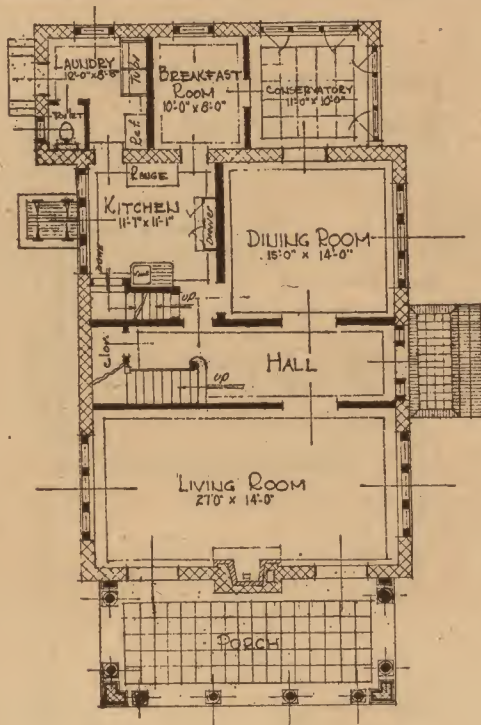 LAUNDRY
12'-0" x 8'-8"
TUBS
TOILET
REF.
BREAKFAST
ROOM
10'-0" x 8'-0"
CONSERVATORY
11'-0" x 10'-0"
RANGE
KITCHEN
11'-1" x 11'-1"
DINING ROOM
15'-0" x 14'-0"
UP
HALL
UP
LIVING ROOM
27'-0" x 14'-0"
PORCH